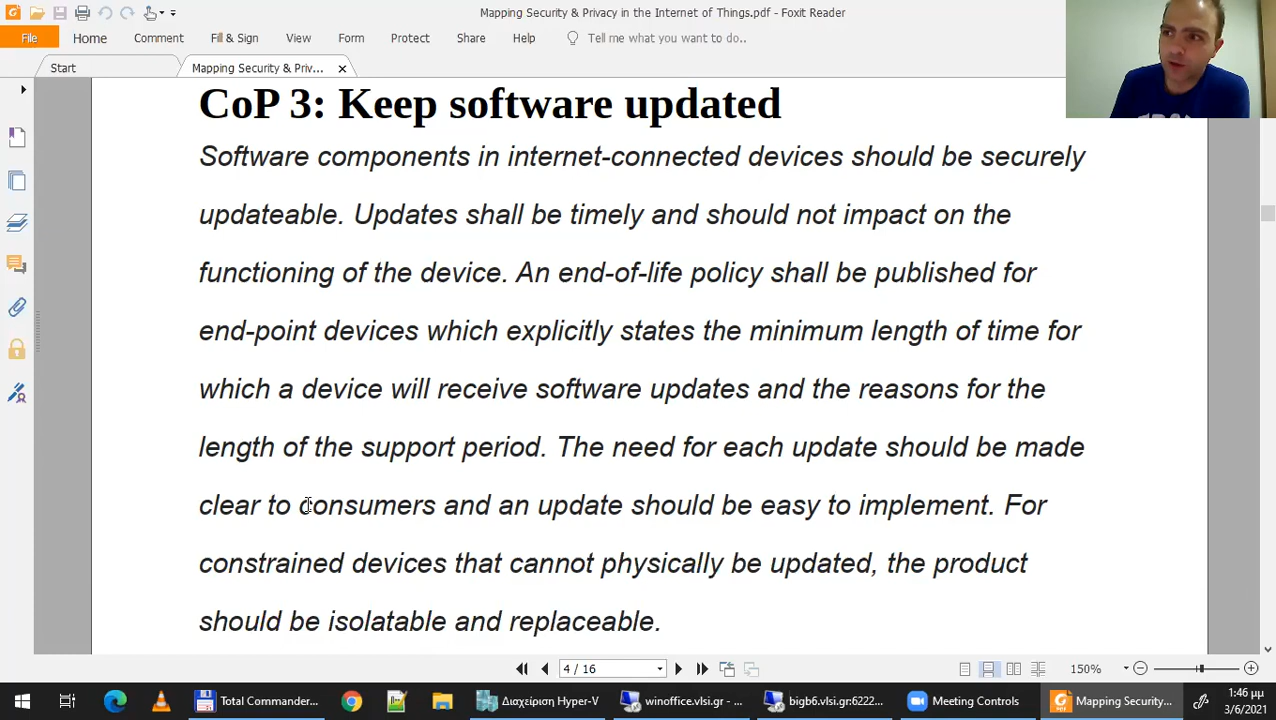 Mapping Security & Privacy in the Internet of Things.pdf - Foxit Reader
File Home Comment Fill & Sign View Form Protect Share Help Tell me what you want to do..
Start Mapping Security & Priv...
CoP 3: Keep software updated
Software components in internet-connected devices should be securely
updateable. Updates shall be timely and should not impact on the
functioning of the device. An end-of-life policy shall be published for
end-point devices which explicitly states the minimum length of time for
which a device will receive software updates and the reasons for the
length of the support period. The need for each update should be made
clear to consumers and an update should be easy to implement. For
constrained devices that cannot physically be updated, the product
should be isolatable and replaceable.
4 / 16 150%
Total Commander... Διαχείριση Hyper-V winoffice.vlsi.gr - ... bigb6.vlsi.gr:6222... Meeting Controls Mapping Security... 1:46 μμ
3/6/2021